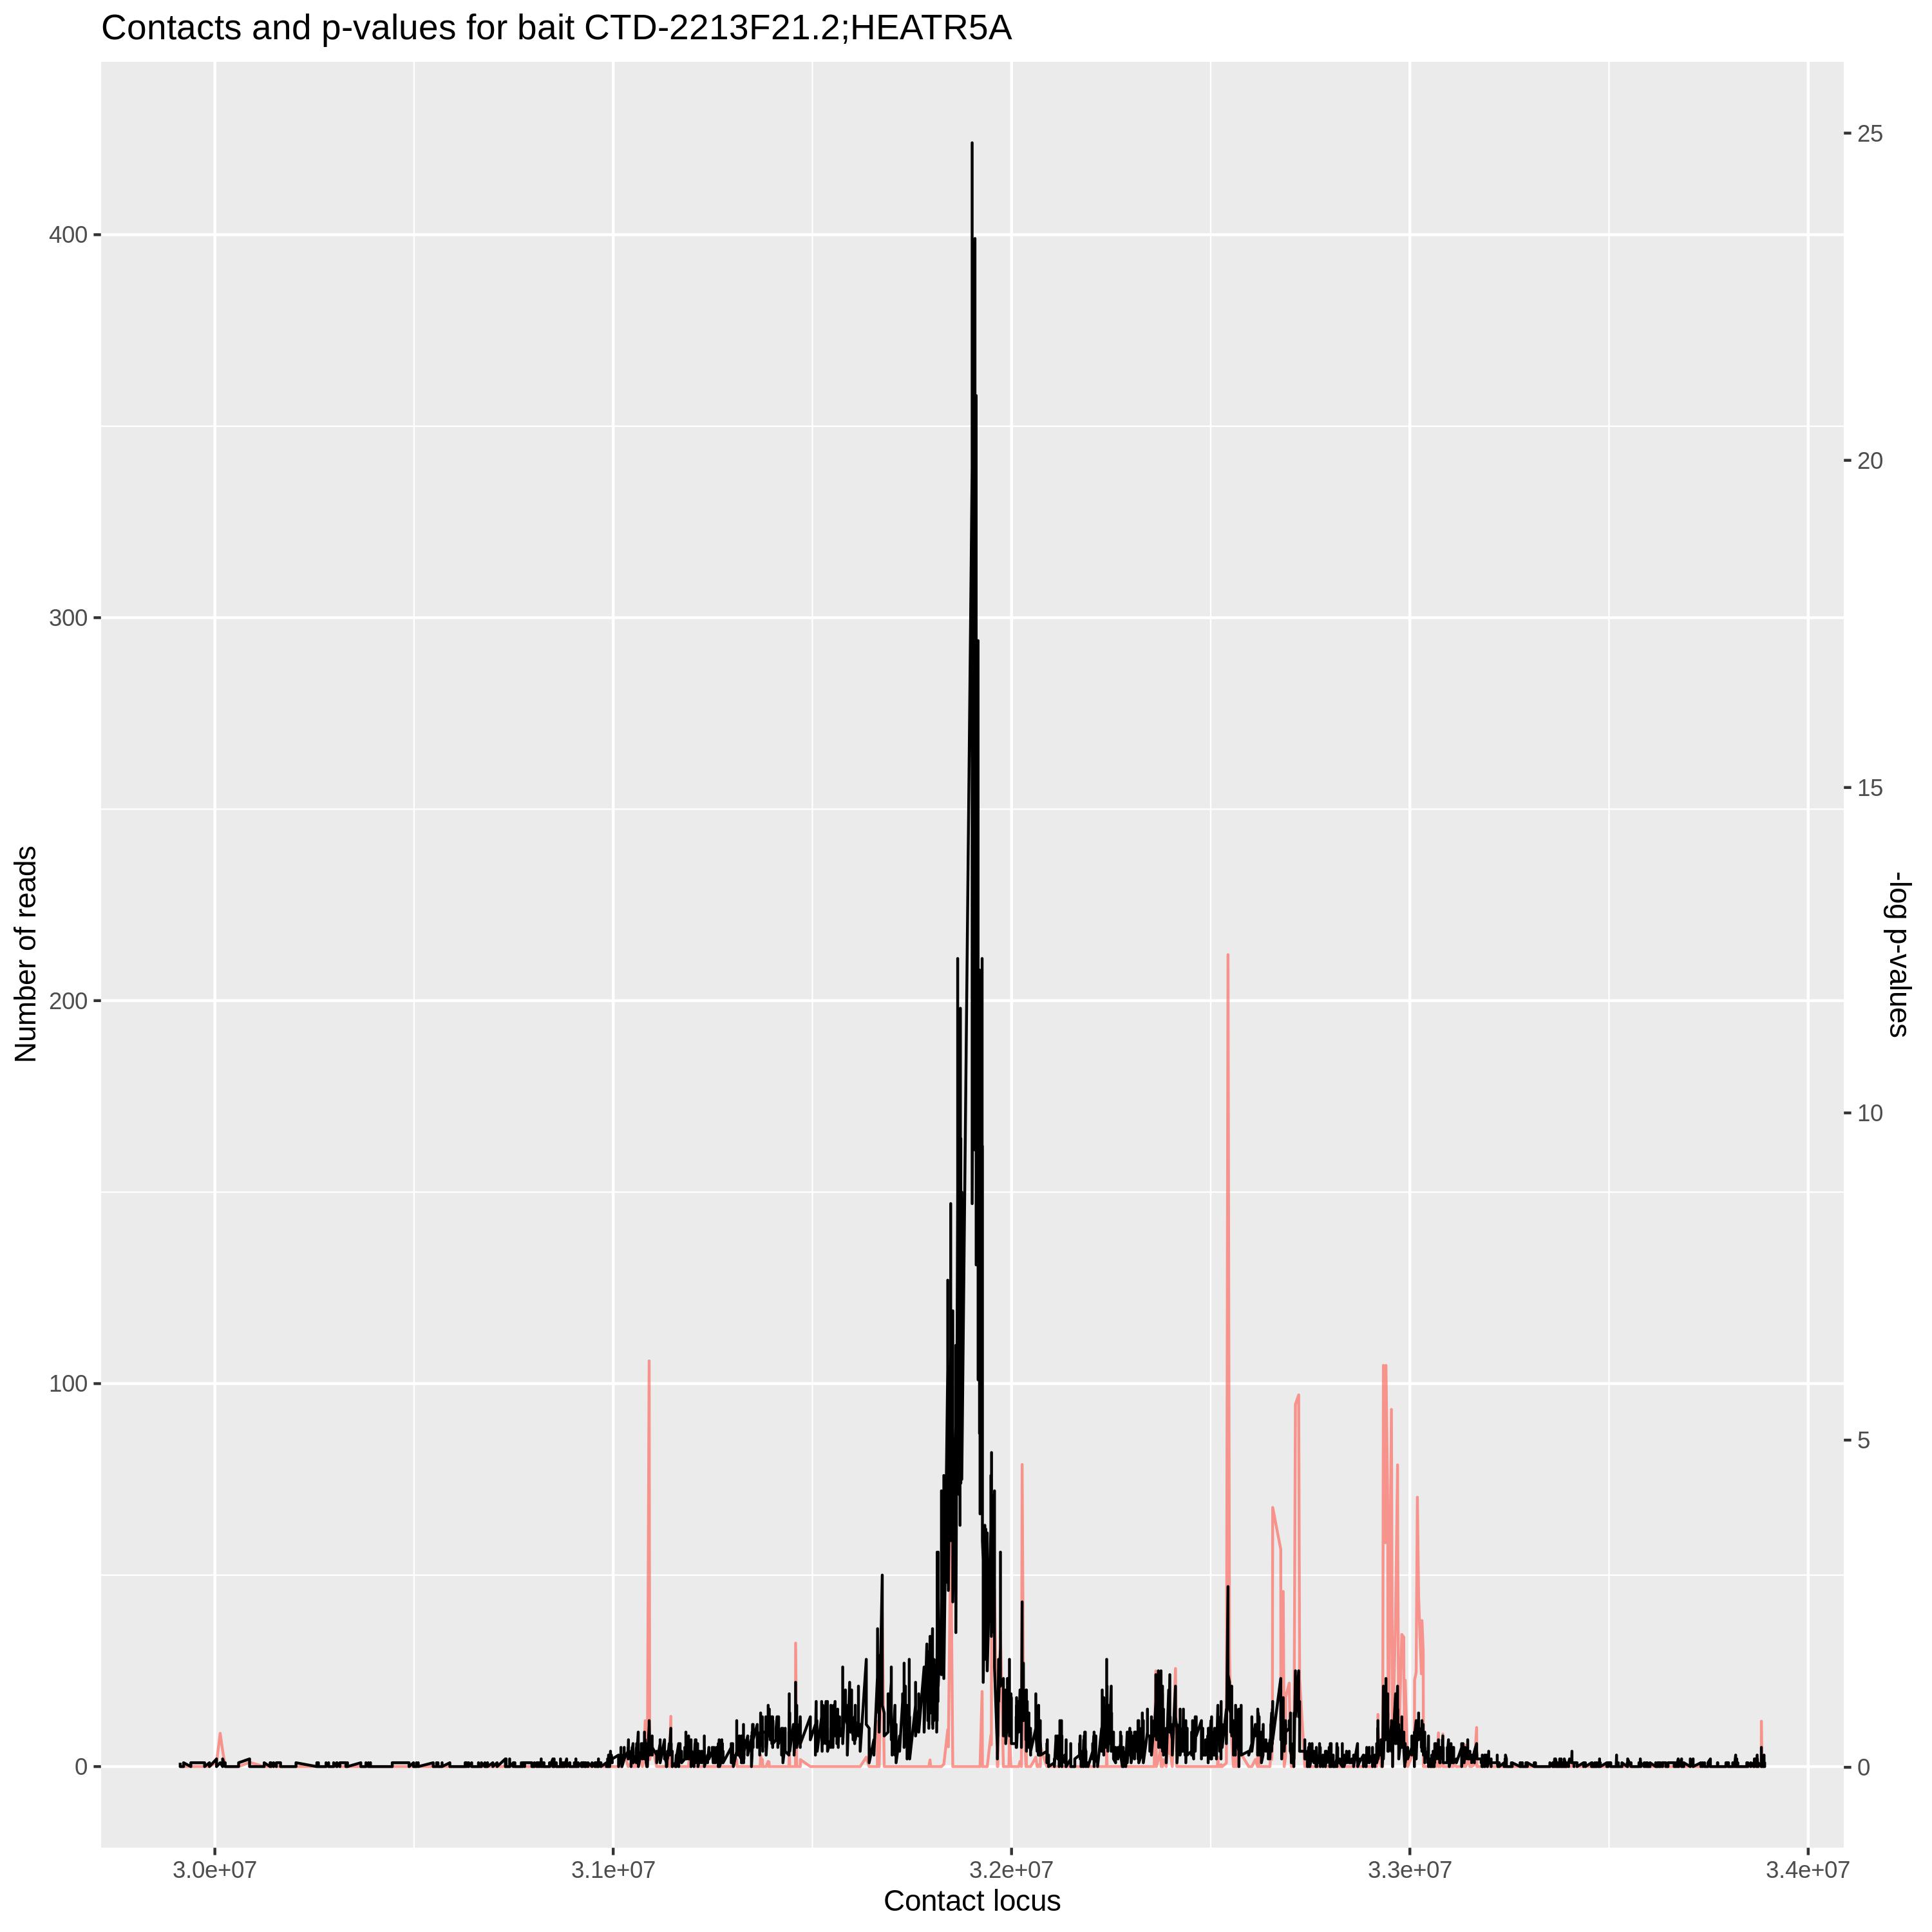 Contacts and p-values for bait CTD-2213F21.2;HEATR5A
400
300
200
100
0
Number of reads
25
20
15
10
5
0
-log p-values
3.0e+07 3.1e+07 3.2e+07 3.3e+07 3.4e+07
Contact locus